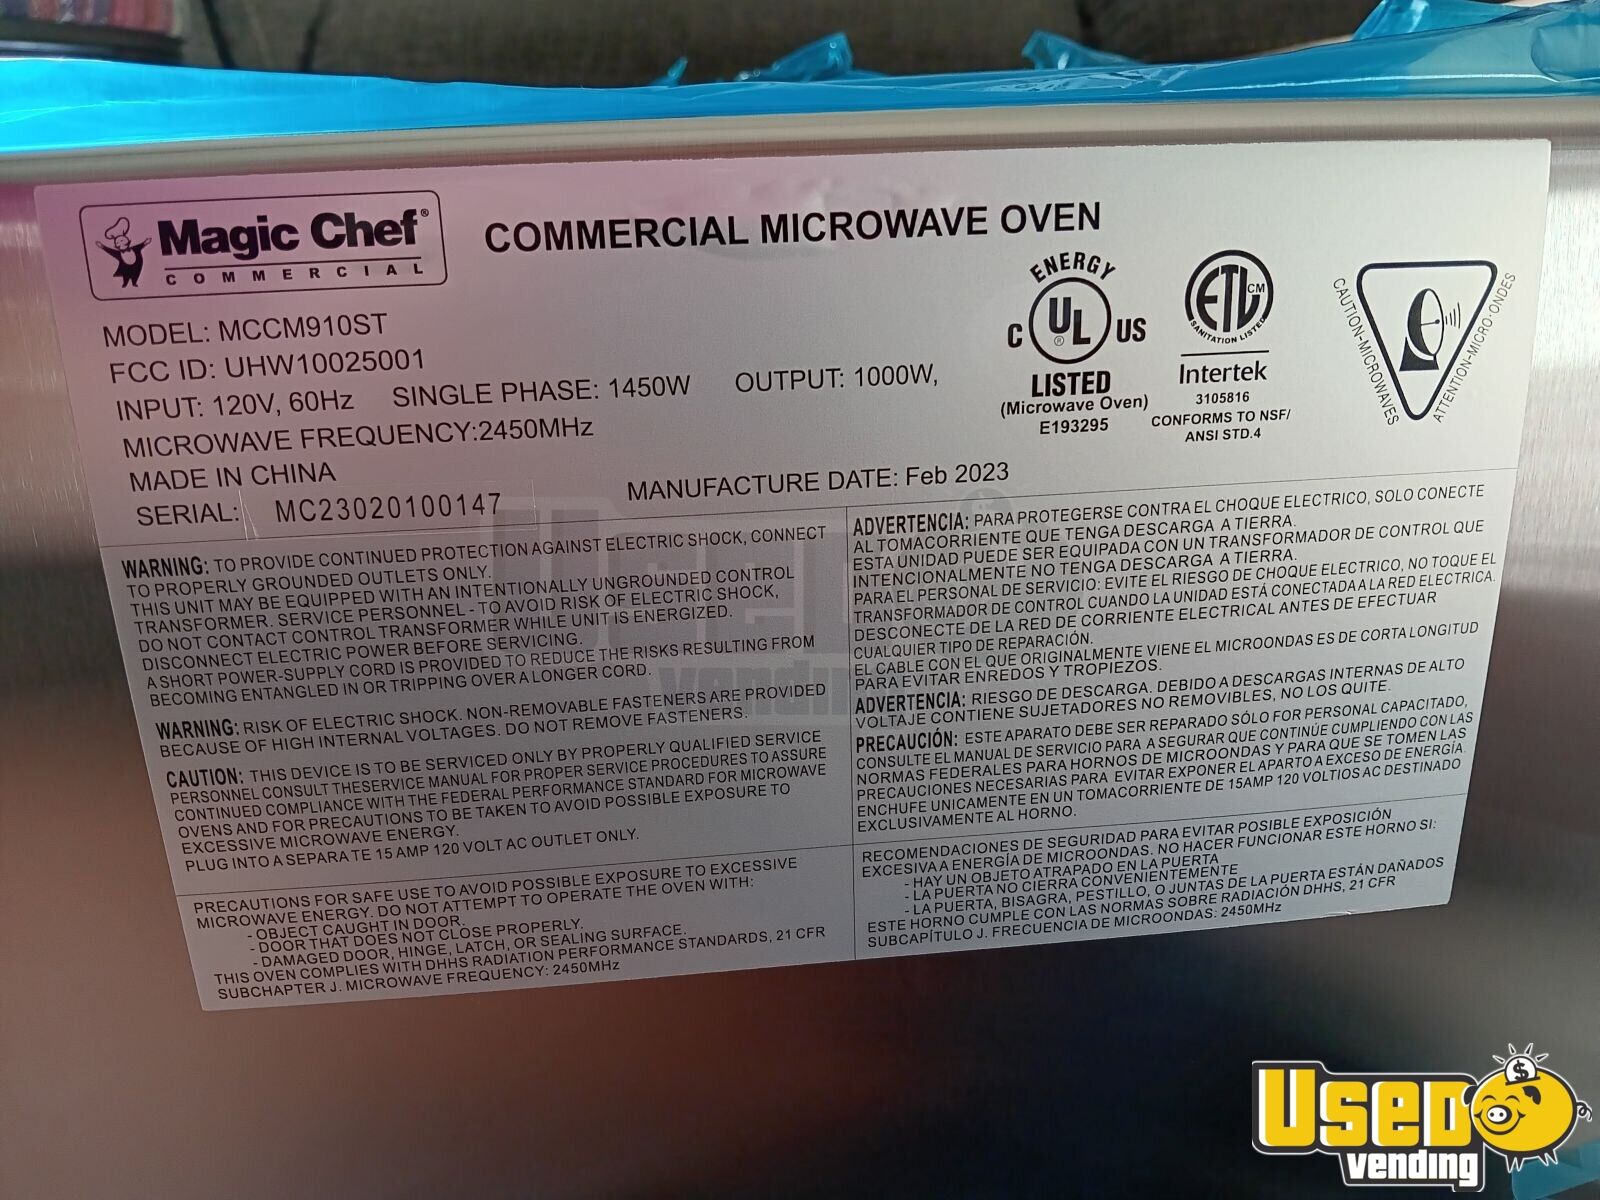 Magic Chef®
COMMERCIAL
COMMERCIAL MICROWAVE OVEN
MODEL: MCCM910ST
FCC ID: UHW10025001
INPUT: 120V, 60Hz SINGLE PHASE: 1450W OUTPUT: 1000W,
MICROWAVE FREQUENCY:2450MHz
MADE IN CHINA
SERIAL: MC23020100147
MANUFACTURE DATE: Feb 2023
ENERGY
C UL® US
LISTED
(Microwave Oven)
E193295
ETL CM
SANITATION LISTED
Intertek
3105816
CONFORMS TO NSF/
ANSI STD.4
CAUTION-MICROWAVES
ATTENTION-MICRO-ONDES
WARNING: TO PROVIDE CONTINUED PROTECTION AGAINST ELECTRIC SHOCK, CONNECT
TO PROPERLY GROUNDED OUTLETS ONLY.
THIS UNIT MAY BE EQUIPPED WITH AN INTENTIONALLY UNGROUNDED CONTROL
TRANSFORMER. SERVICE PERSONNEL - TO AVOID RISK OF ELECTRIC SHOCK,
DO NOT CONTACT CONTROL TRANSFORMER WHILE UNIT IS ENERGIZED.
DISCONNECT ELECTRIC POWER BEFORE SERVICING.
A SHORT POWER-SUPPLY CORD IS PROVIDED TO REDUCE THE RISKS RESULTING FROM
BECOMING ENTANGLED IN OR TRIPPING OVER A LONGER CORD.
WARNING: RISK OF ELECTRIC SHOCK. NON-REMOVABLE FASTENERS ARE PROVIDED
BECAUSE OF HIGH INTERNAL VOLTAGES. DO NOT REMOVE FASTENERS.
CAUTION: THIS DEVICE IS TO BE SERVICED ONLY BY PROPERLY QUALIFIED SERVICE
PERSONNEL CONSULT THESERVICE MANUAL FOR PROPER SERVICE PROCEDURES TO ASSURE
CONTINUED COMPLIANCE WITH THE FEDERAL PERFORMANCE STANDARD FOR MICROWAVE
OVENS AND FOR PRECAUTIONS TO BE TAKEN TO AVOID POSSIBLE EXPOSURE TO
EXCESSIVE MICROWAVE ENERGY.
PLUG INTO A SEPARA TE 15 AMP 120 VOLT AC OUTLET ONLY.
PRECAUTIONS FOR SAFE USE TO AVOID POSSIBLE EXPOSURE TO EXCESSIVE
MICROWAVE ENERGY. DO NOT ATTEMPT TO OPERATE THE OVEN WITH:
- OBJECT CAUGHT IN DOOR.
- DOOR THAT DOES NOT CLOSE PROPERLY.
- DAMAGED DOOR, HINGE, LATCH, OR SEALING SURFACE.
THIS OVEN COMPLIES WITH DHHS RADIATION PERFORMANCE STANDARDS, 21 CFR
SUBCHAPTER J. MICROWAVE FREQUENCY: 2450MHz
ADVERTENCIA: PARA PROTEGERSE CONTRA EL CHOQUE ELECTRICO, SOLO CONECTE
AL TOMACORRIENTE QUE TENGA DESCARGA A TIERRA.
ESTA UNIDAD PUEDE SER EQUIPADA CON UN TRANSFORMADOR DE CONTROL QUE
INTENCIONALMENTE NO TENGA DESCARGA A TIERRA.
PARA EL PERSONAL DE SERVICIO: EVITE EL RIESGO DE CHOQUE ELECTRICO, NO TOQUE EL
TRANSFORMADOR DE CONTROL CUANDO LA UNIDAD ESTÁ CONECTADA A LA RED ELECTRICA.
DESCONECTE DE LA RED DE CORRIENTE ELECTRICAL ANTES DE EFECTUAR
CUALQUIER TIPO DE REPARACIÓN.
EL CABLE CON EL QUE ORIGINALMENTE VIENE EL MICROONDAS ES DE CORTA LONGITUD
PARA EVITAR ENREDOS Y TROPIEZOS.
ADVERTENCIA: RIESGO DE DESCARGA. DEBIDO A DESCARGAS INTERNAS DE ALTO
VOLTAJE CONTIENE SUJETADORES NO REMOVIBLES, NO LOS QUITE.
PRECAUCIÓN: ESTE APARATO DEBE SER REPARADO SÓLO FOR PERSONAL CAPACITADO,
CONSULTE EL MANUAL DE SERVICIO PARA A SEGURAR QUE CONTINÚE CUMPLIENDO CON LAS
NORMAS FEDERALES PARA HORNOS DE MICROONDAS Y PARA QUE SE TOMEN LAS
PRECAUCIONES NECESARIAS PARA EVITAR EXPONER EL APARTO A EXCESO DE ENERGÍA.
ENCHUFE UNICAMENTE EN UN TOMACORRIENTE DE 15AMP 120 VOLTIOS AC DESTINADO
EXCLUSIVAMENTE AL HORNO.
RECOMENDACIONES DE SEGURIDAD PARA EVITAR POSIBLE EXPOSICIÓN
EXCESIVA A ENERGÍA DE MICROONDAS. NO HACER FUNCIONAR ESTE HORNO SI:
- HAY UN OBJETO ATRAPADO EN LA PUERTA
- LA PUERTA NO CIERRA CONVENIENTEMENTE
- LA PUERTA, BISAGRA, PESTILLO, O JUNTAS DE LA PUERTA ESTÁN DAÑADOS
ESTE HORNO CUMPLE CON LAS NORMAS SOBRE RADIACIÓN DHHS, 21 CFR
SUBCAPÍTULO J. FRECUENCIA DE MICROONDAS: 2450MHz
Used
vending